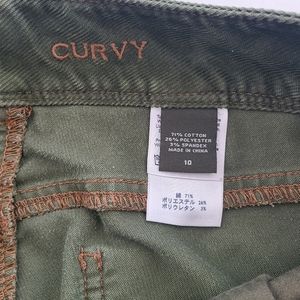 CURVY
71% COTTON
26% POLYESTER
3% SPANDEX
MADE IN CHINA
10
綿 71%
ポリエステル 26%
ポリウレタン 3%